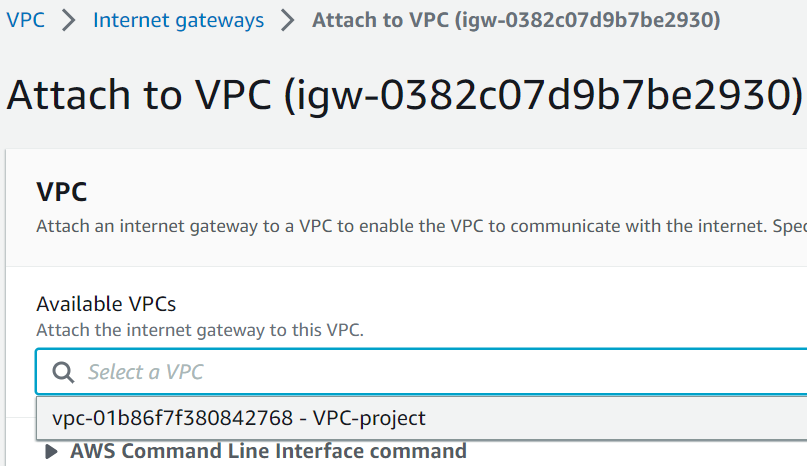 VPC > Internet gateways > Attach to VPC (igw-0382c07d9b7be2930)
Attach to VPC (igw-0382c07d9b7be2930)
VPC
Attach an internet gateway to a VPC to enable the VPC to communicate with the internet.
Available VPCs
Attach the internet gateway to this VPC.
Select a VPC
vpc-01b86f7f380842768 - VPC-project
AWS Command Line Interface command